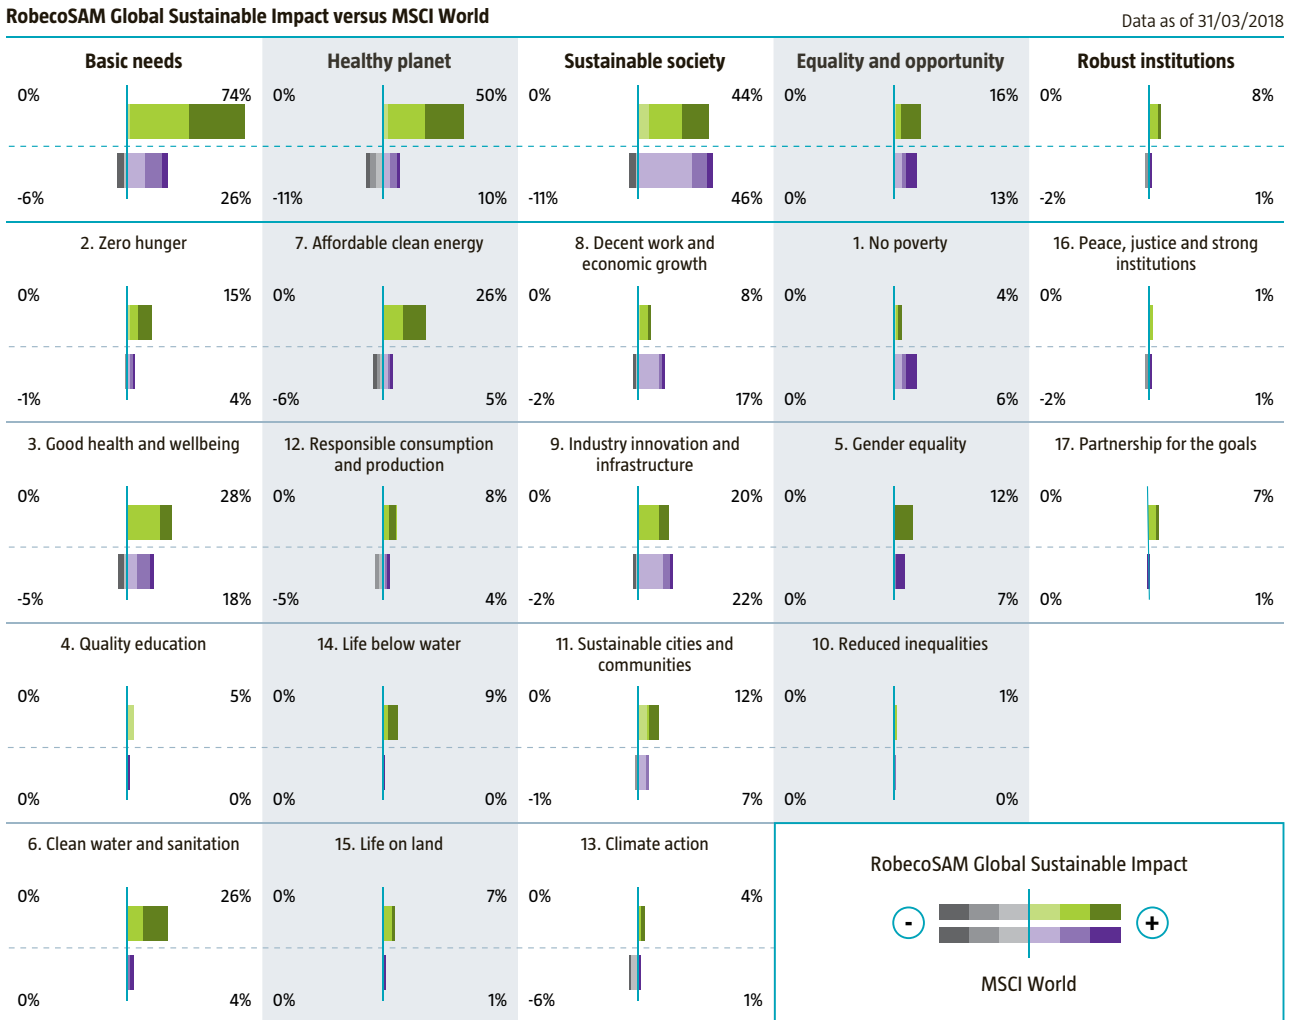 RobecoSAM Global Sustainable Impact versus MSCI World
Data as of 31/03/2018
Basic needs
0% 74%
-6% 26%
Healthy planet
0% 50%
-11% 10%
Sustainable society
0% 44%
-11% 46%
Equality and opportunity
0% 16%
0% 13%
Robust institutions
0% 8%
-2% 1%
2. Zero hunger
0% 15%
-1% 4%
7. Affordable clean energy
0% 26%
-6% 5%
8. Decent work and
economic growth
0% 8%
-2% 17%
1. No poverty
0% 4%
0% 6%
16. Peace, justice and strong
institutions
0% 1%
-2% 1%
3. Good health and wellbeing
0% 28%
-5% 18%
12. Responsible consumption
and production
0% 8%
-5% 4%
9. Industry innovation and
infrastructure
0% 20%
-2% 22%
5. Gender equality
0% 12%
0% 7%
17. Partnership for the goals
0% 7%
0% 1%
4. Quality education
0% 5%
0% 0%
14. Life below water
0% 9%
0% 0%
11. Sustainable cities and
communities
0% 12%
-1% 7%
10. Reduced inequalities
0% 1%
0% 0%
6. Clean water and sanitation
0% 26%
0% 4%
15. Life on land
0% 7%
0% 1%
13. Climate action
0% 4%
-6% 1%
RobecoSAM Global Sustainable Impact
- +
MSCI World